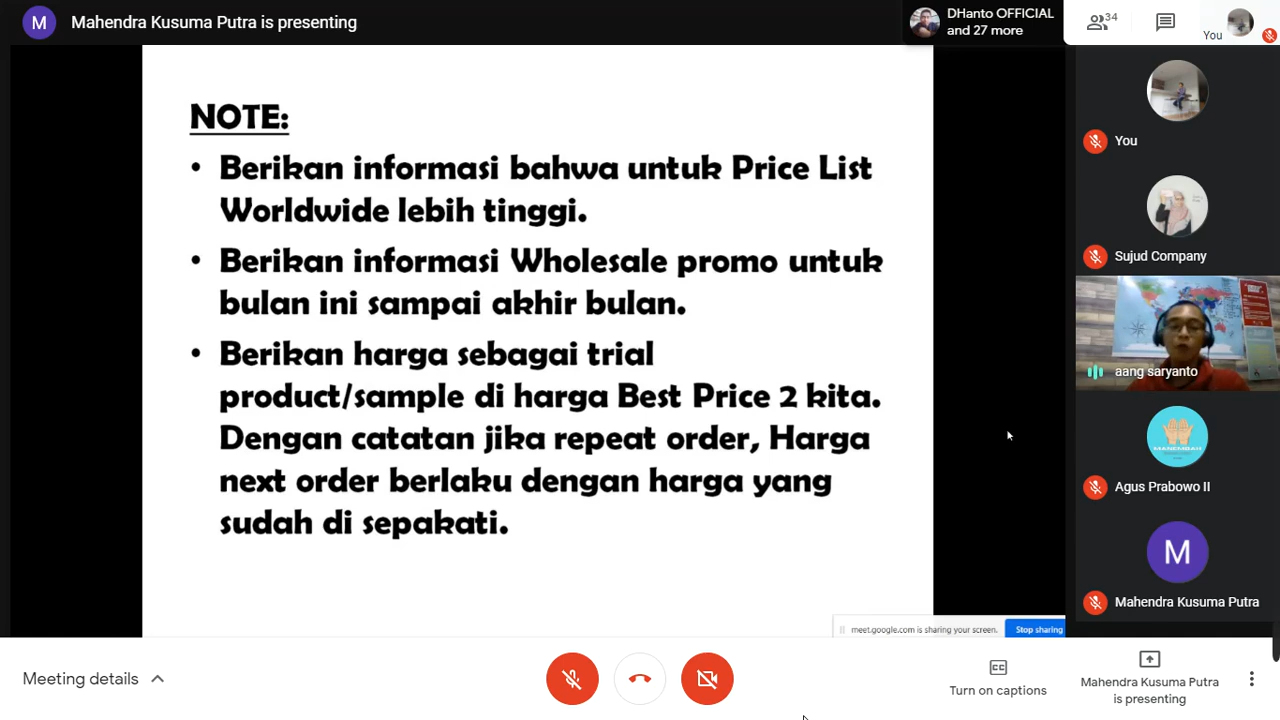 M
Mahendra Kusuma Putra is presenting
DHanto OFFICIAL
and 27 more
34
You
NOTE:
• Berikan informasi bahwa untuk Price List
Worldwide lebih tinggi.
• Berikan informasi Wholesale promo untuk
bulan ini sampai akhir bulan.
• Berikan harga sebagai trial
product/sample di harga Best Price 2 kita.
Dengan catatan jika repeat order, Harga
next order berlaku dengan harga yang
sudah di sepakati.
You
Sujud Company
aang saryanto
Agus Prabowo II
M
Mahendra Kusuma Putra
meet.google.com is sharing your screen.
Stop sharing
Meeting details
CC
Turn on captions
Mahendra Kusuma Putra
is presenting